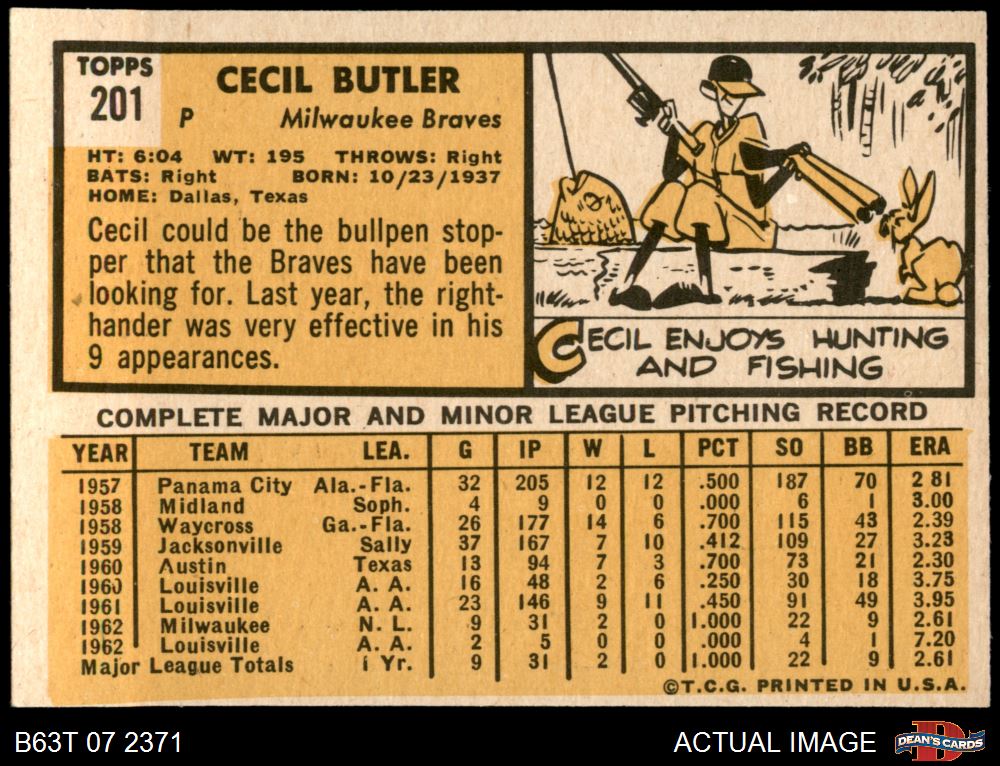 TOPPS
201
CECIL BUTLER
P Milwaukee Braves
HT: 6:04 WT: 195 THROWS: Right
BATS: Right BORN: 10/23/1937
HOME: Dallas, Texas
Cecil could be the bullpen stop-
per that the Braves have been
looking for. Last year, the right-
hander was very effective in his
9 appearances.
CECIL ENJOYS HUNTING
AND FISHING
COMPLETE MAJOR AND MINOR LEAGUE PITCHING RECORD
YEAR TEAM LEA. G IP W L PCT SO BB ERA
1957 Panama City Ala.-Fla. 32 205 12 12 .500 187 70 2 81
1958 Midland Soph. 4 9 0 0 .000 6 1 3.00
1958 Waycross Ga.-Fla. 26 177 14 6 .700 115 43 2.39
1959 Jacksonville Sally 37 167 7 10 .412 109 27 3.23
1960 Austin Texas 13 94 7 3 .700 73 21 2.30
1960 Louisville A. A. 16 48 2 6 .250 30 18 3.75
1961 Louisville A. A. 23 146 9 11 .450 91 49 3.95
1962 Milwaukee N. L. 9 31 2 0 1.000 22 9 2.61
1962 Louisville A. A. 2 5 0 0 .000 4 1 7.20
Major League Totals 1 Yr. 9 31 2 0 1.000 22 9 2.61
©T.C.G. PRINTED IN U.S.A.
B63T 07 2371 ACTUAL IMAGE DEAN'S CARDS